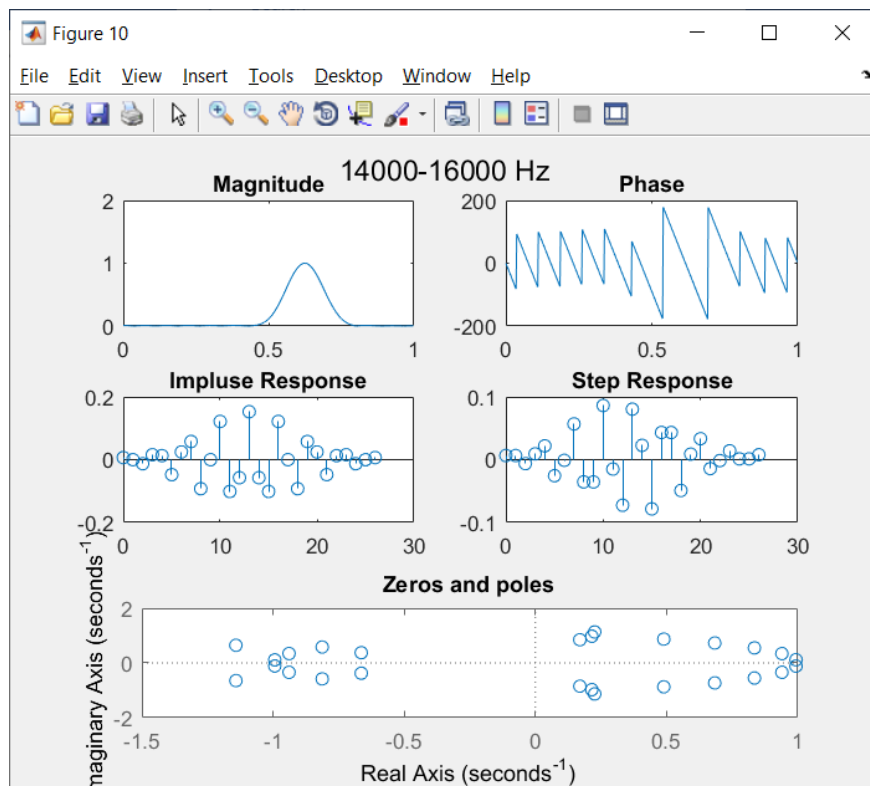 Figure 10
File Edit View Insert Tools Desktop Window Help
14000-16000 Hz
Magnitude
2
1
0
0 0.5 1
Phase
200
0
-200
0 0.5 1
Impluse Response
0.2
0
-0.2
0 10 20 30
Step Response
0.1
0
-0.1
0 10 20 30
Zeros and poles
2
0
-2
-1.5 -1 -0.5 0 0.5 1
Real Axis (seconds⁻¹)
maginary Axis (seconds⁻¹)